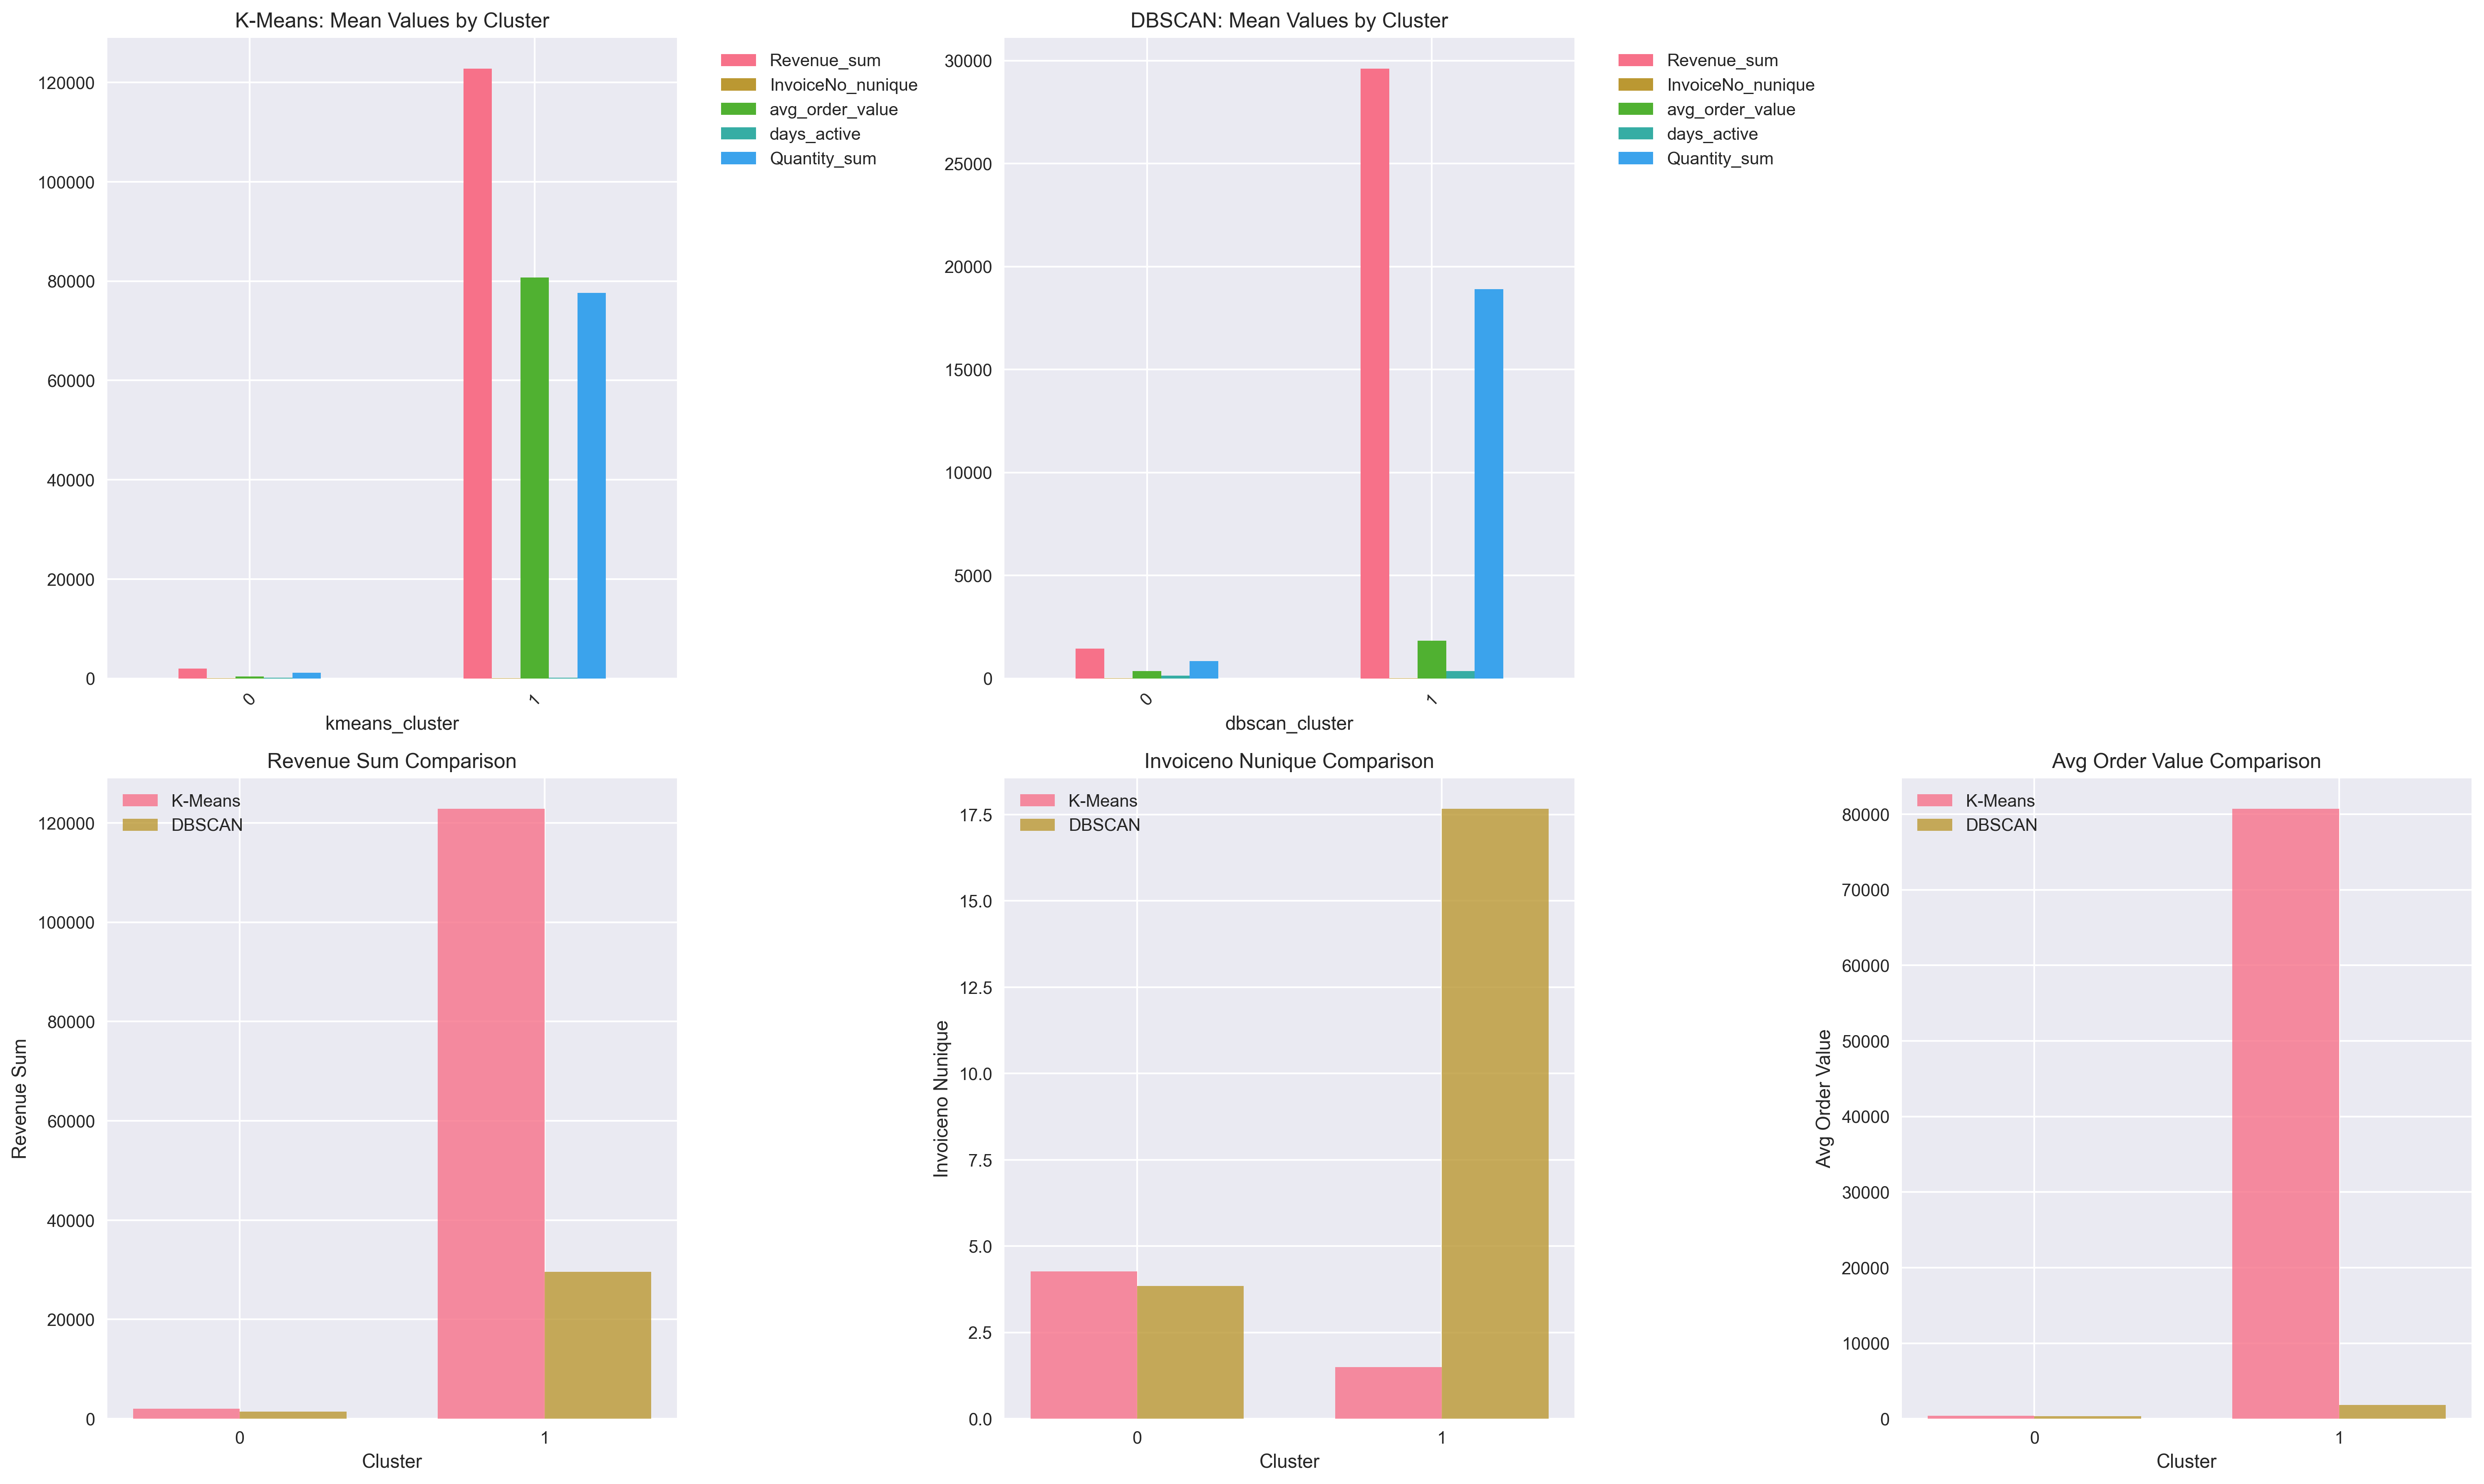 K-Means: Mean Values by Cluster
120000
100000
80000
60000
40000
20000
0
0
1
kmeans_cluster
Revenue_sum
InvoiceNo_nunique
avg_order_value
days_active
Quantity_sum
DBSCAN: Mean Values by Cluster
30000
25000
20000
15000
10000
5000
0
0
1
dbscan_cluster
Revenue_sum
InvoiceNo_nunique
avg_order_value
days_active
Quantity_sum
Revenue Sum Comparison
K-Means
DBSCAN
120000
100000
80000
60000
40000
20000
0
Revenue Sum
0
1
Cluster
Invoiceno Nunique Comparison
K-Means
DBSCAN
17.5
15.0
12.5
10.0
7.5
5.0
2.5
0.0
Invoiceno Nunique
0
1
Cluster
Avg Order Value Comparison
K-Means
DBSCAN
80000
70000
60000
50000
40000
30000
20000
10000
0
Avg Order Value
0
1
Cluster